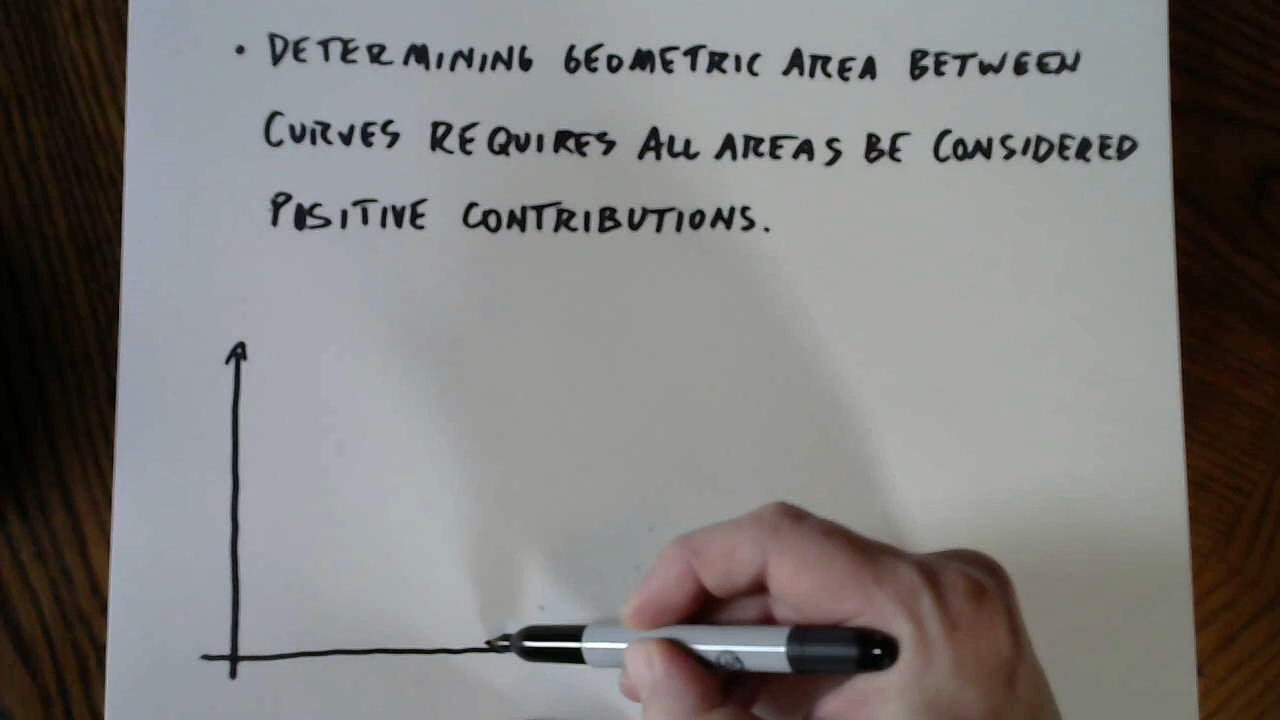 • DETERMINING GEOMETRIC AREA BETWEEN
CURVES REQUIRES ALL AREAS BE CONSIDERED
POSITIVE CONTRIBUTIONS.